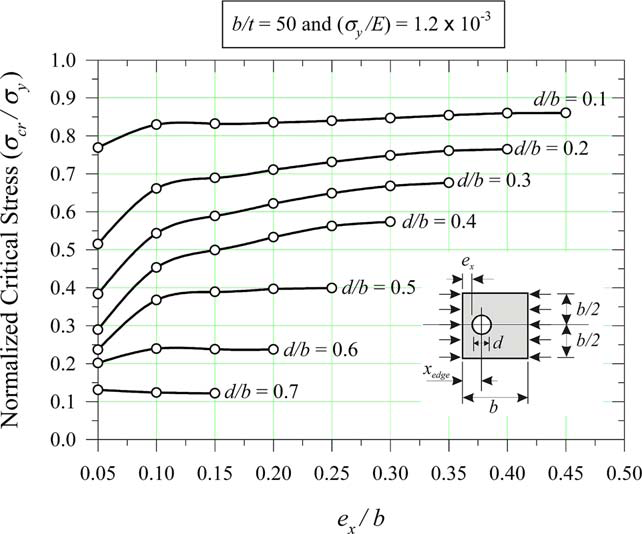 b/t = 50 and (σy/E) = 1.2 x 10-3
Normalized Critical Stress (σcr / σy)
1.0
0.9
0.8
0.7
0.6
0.5
0.4
0.3
0.2
0.1
0.0
d/b = 0.1
d/b = 0.2
d/b = 0.3
d/b = 0.4
d/b = 0.5
d/b = 0.6
d/b = 0.7
ex
b/2
d
b/2
xedge
b
0.05 0.10 0.15 0.20 0.25 0.30 0.35 0.40 0.45 0.50
ex / b